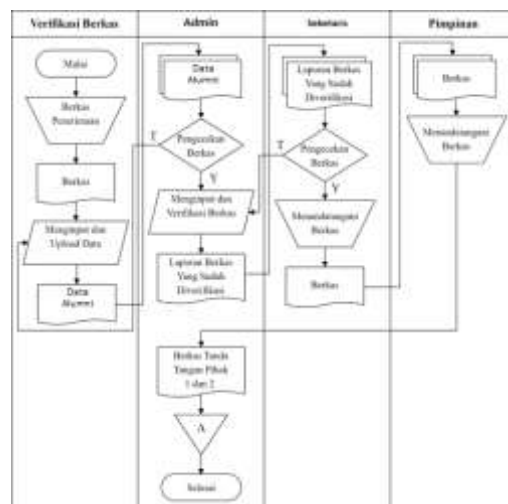 Verifikasi Berkas
Admin
Pimpinan
Mulai
Berkas
Penerimaan
Berkas
Menginput dan
Upload Data
Data
Alumni
Data
Alumni
Pengecekan
Berkas
T
Y
Menginput dan
Verifikasi Berkas
Laporan Berkas
Yang Sudah
Diverifikasi
Berkas Tanda
Tangan Pihak
1 dan 2
A
Selesai
Laporan Berkas
Yang Sudah
Diverifikasi
Pengecekan
Berkas
T
Y
Menandatangani
Berkas
Berkas
Berkas
Menandatangani
Berkas